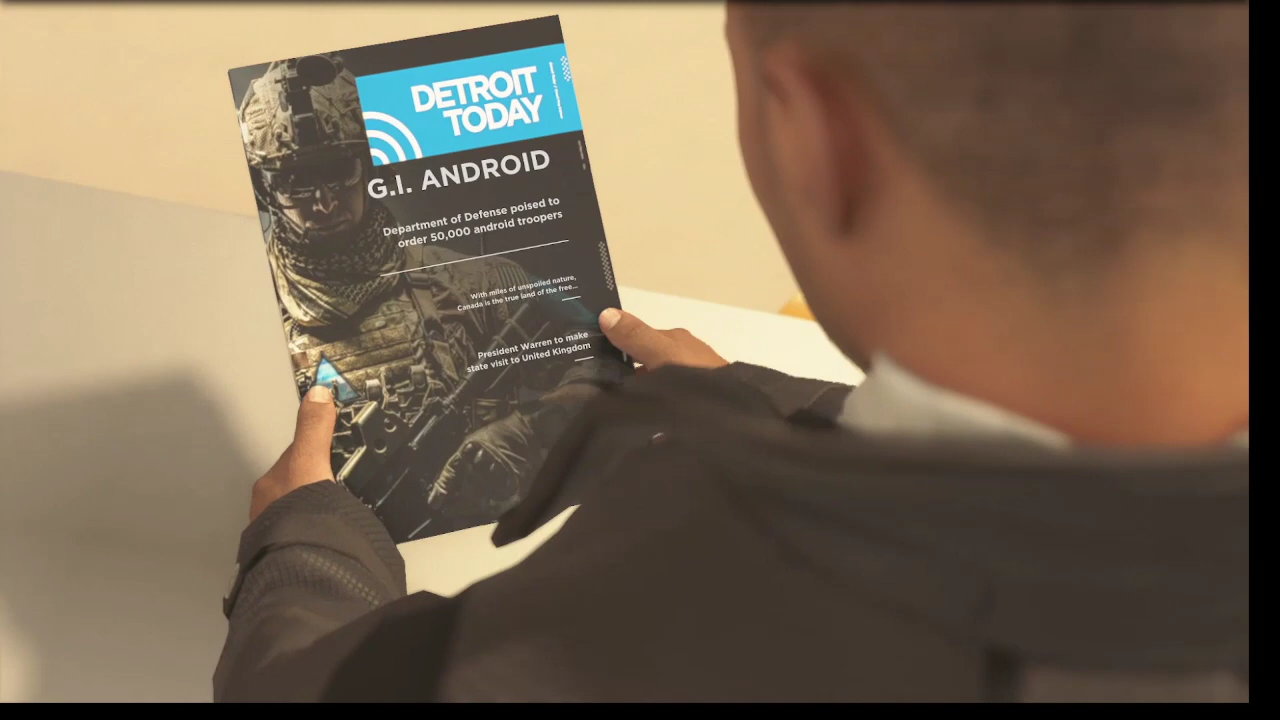 DETROIT
TODAY
G.I. ANDROID
Department of Defense poised to
order 50,000 android troopers
With miles of unspoiled nature,
Canada is the true land of the free...
President Warren to make
state visit to United Kingdom